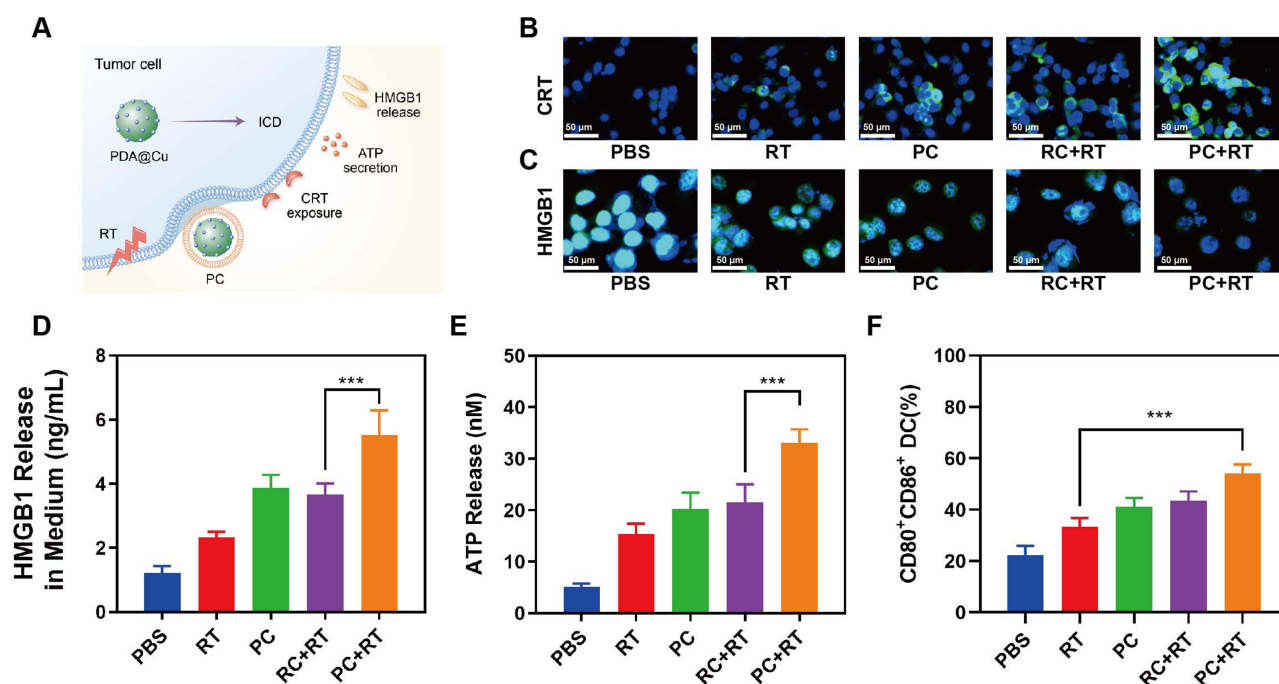 A
Tumor cell
PDA@Cu
ICD
HMGB1
release
ATP
secretion
CRT
exposure
RT
PC
B
CRT
50 μm
50 μm
50 μm
50 μm
50 μm
PBS
RT
PC
RC+RT
PC+RT
C
HMGB1
50 μm
50 μm
50 μm
50 μm
50 μm
PBS
RT
PC
RC+RT
PC+RT
D
HMGB1 Release
in Medium (ng/mL)
8
6
4
2
0
***
PBS
RT
PC
RC+RT
PC+RT
E
ATP Release (nM)
50
40
30
20
10
0
***
PBS
RT
PC
RC+RT
PC+RT
F
CD80⁺CD86⁺ DC(%)
100
80
60
40
20
0
***
PBS
RT
PC
RC+RT
PC+RT